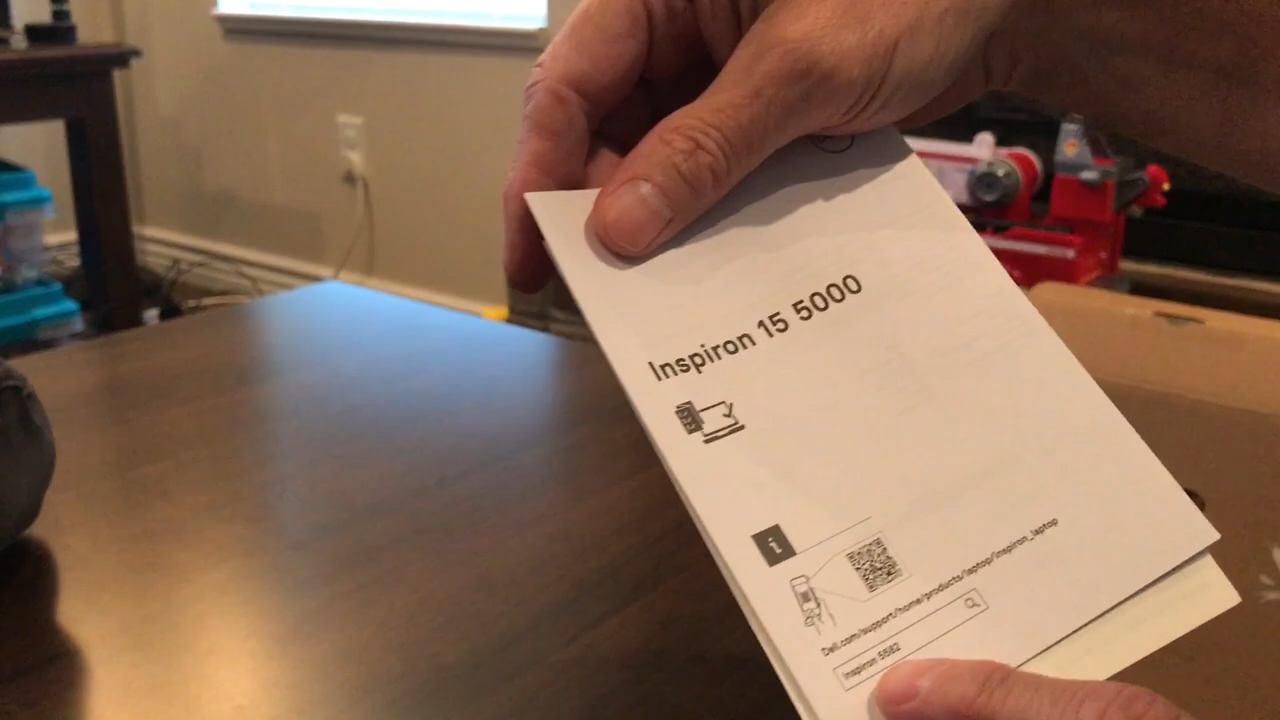 Inspiron 15 5000
i
Dell.com/support/home/products/laptop/inspiron_laptop
Inspiron 5582